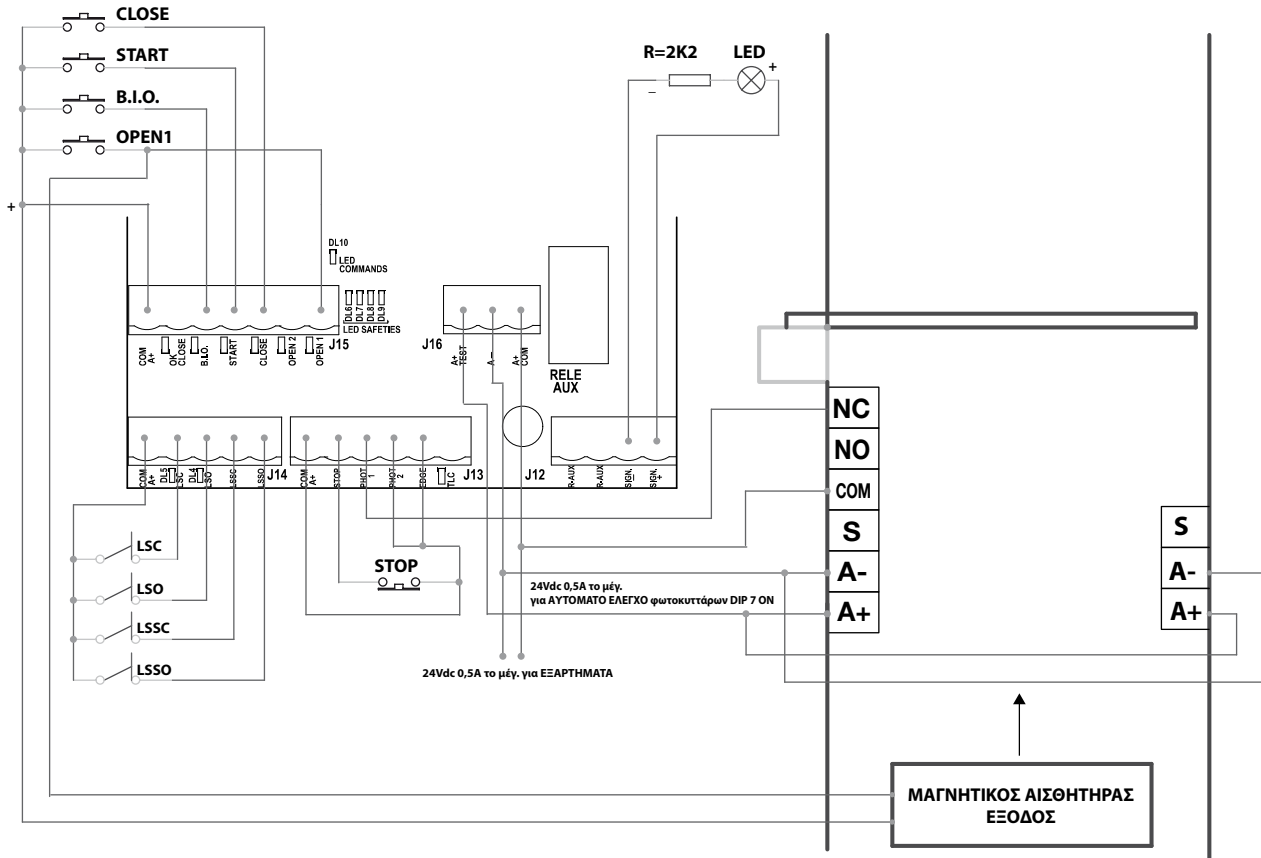 CLOSE
START
B.I.O.
OPEN1
+
R=2K2 LED
+
–
DL10
LED
COMMANDS
DL6
DL7
DL8
DL9
LED SAFETIES
J15
COM
A+
OK
CLOSE
B.I.O.
START
CLOSE
OPEN 2
OPEN 1
J16
A+
TEST
A –
A+
COM
RELE
AUX
J14
COM
A+
DL5
LSC
DL4
LSO
LSSC
LSSO
J13
COM
A+
STOP
PHOT
1
PHOT
2
EDGE
TLC
J12
R-AUX
R-AUX
SIGN.
–
SIGN.
+
LSC
LSO
LSSC
LSSO
STOP
24Vdc 0,5A το μέγ.
για ΑΥΤΟΜΑΤΟ ΕΛΕΓΧΟ φωτοκυττάρων DIP 7 ON
24Vdc 0,5A το μέγ. για ΕΞΑΡΤΗΜΑΤΑ
NC
NO
COM
S
A-
A+
S
A-
A+
ΜΑΓΝΗΤΙΚΟΣ ΑΙΣΘΗΤΗΡΑΣ
ΕΞΟΔΟΣ